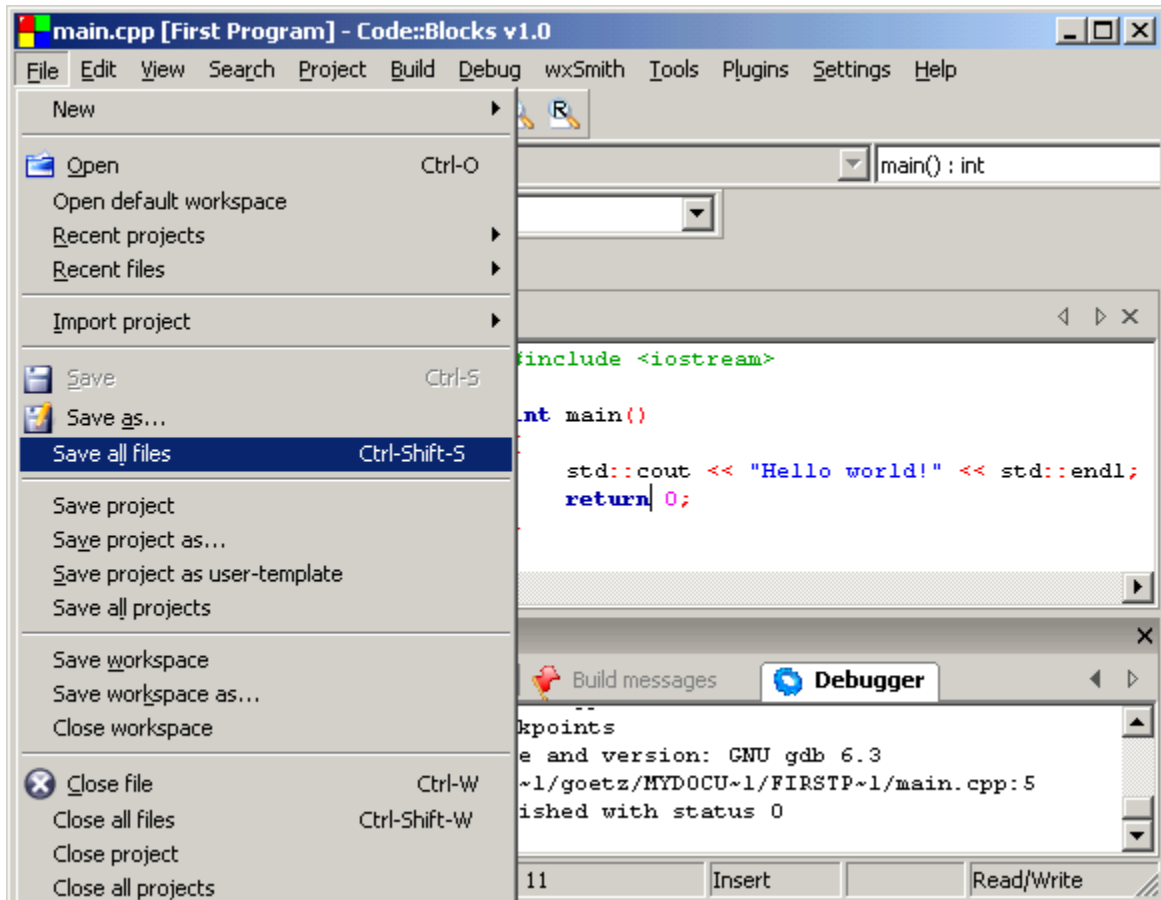 main.cpp [First Program] - Code::Blocks v1.0
File Edit View Search Project Build Debug wxSmith Tools Plugins Settings Help
New
Open Ctrl-O
Open default workspace
Recent projects
Recent files
Import project
Save Ctrl-S
Save as...
Save all files Ctrl-Shift-S
Save project
Save project as...
Save project as user-template
Save all projects
Save workspace
Save workspace as...
Close workspace
Close file Ctrl-W
Close all files Ctrl-Shift-W
Close project
Close all projects
R
main() : int
#include <iostream>
int main()
std::cout << "Hello world!" << std::endl;
return 0;
Build messages Debugger
kpoints
e and version: GNU gdb 6.3
~1/goetz/MYDOCU~1/FIRSTP~1/main.cpp:5
ished with status 0
11 Insert Read/Write